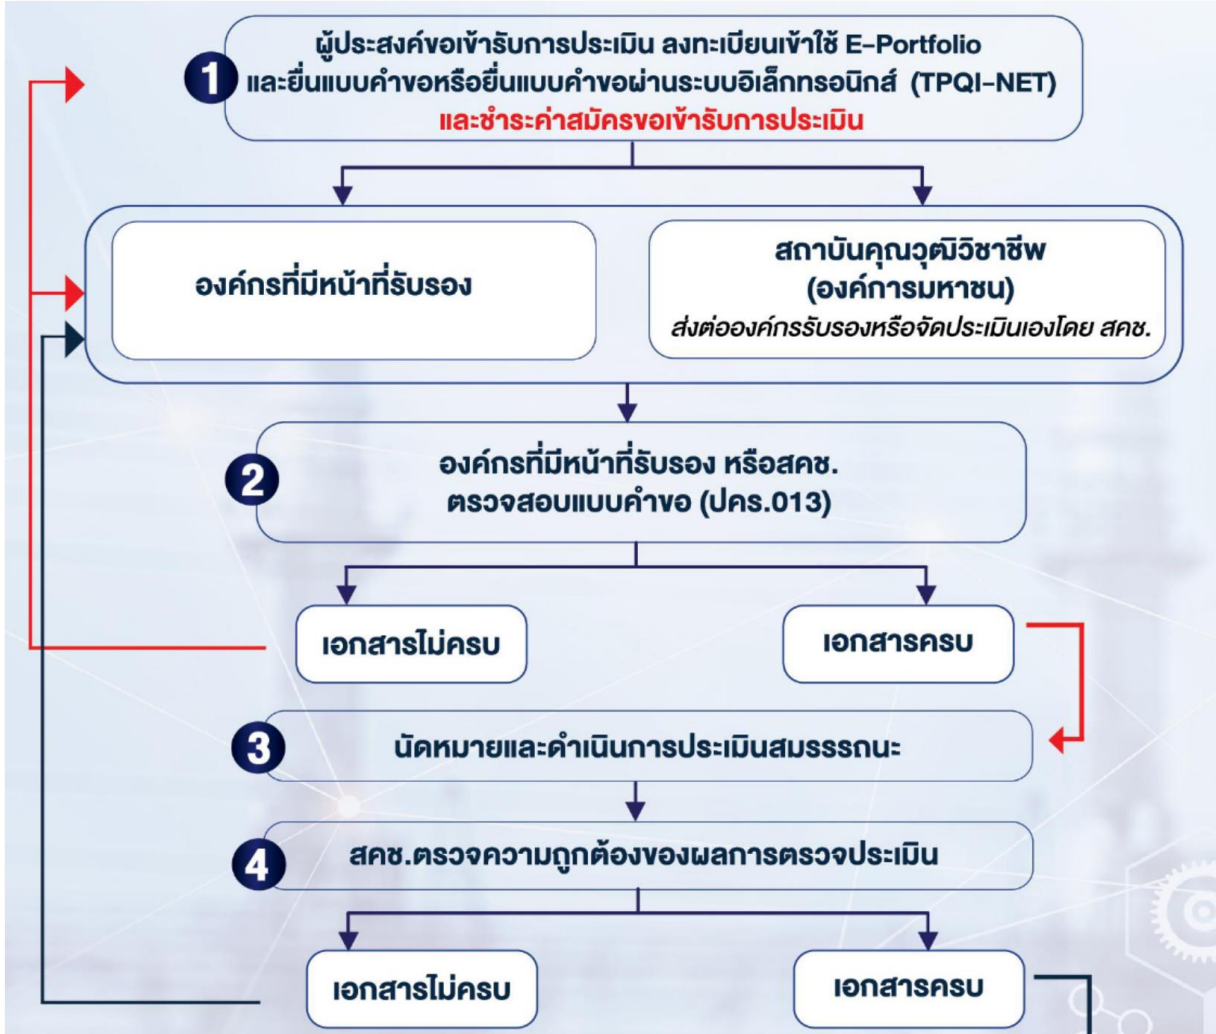 1
ผู้ประสงค์ขอเข้ารับการประเมิน ลงทะเบียนเข้าใช้ E-Portfolio
และยื่นแบบคำขอหรือยื่นแบบคำขอผ่านระบบอิเล็กทรอนิกส์ (TPQI-NET)
และชำระค่าสมัครขอเข้ารับการประเมิน
องค์กรที่มีหน้าที่รับรอง
สถาบันคุณวุฒิวิชาชีพ
(องค์การมหาชน)
ส่งต่อองค์กรรับรองหรือจัดประเมินเองโดย สคช.
2
องค์กรที่มีหน้าที่รับรอง หรือสคช.
ตรวจสอบแบบคำขอ (ปคร.013)
เอกสารไม่ครบ
เอกสารครบ
3
นัดหมายและดำเนินการประเมินสมรรรถนะ
4
สคช.ตรวจความถูกต้องของผลการตรวจประเมิน
เอกสารไม่ครบ
เอกสารครบ